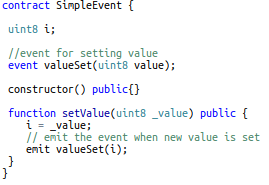 contract SimpleEvent {
uint8 i;
//event for setting value
event valueSet(uint8 value);
constructor() public{}
function setValue(uint8 _value) public {
i = _value;
// emit the event when new value is set
emit valueSet(i);
}
}